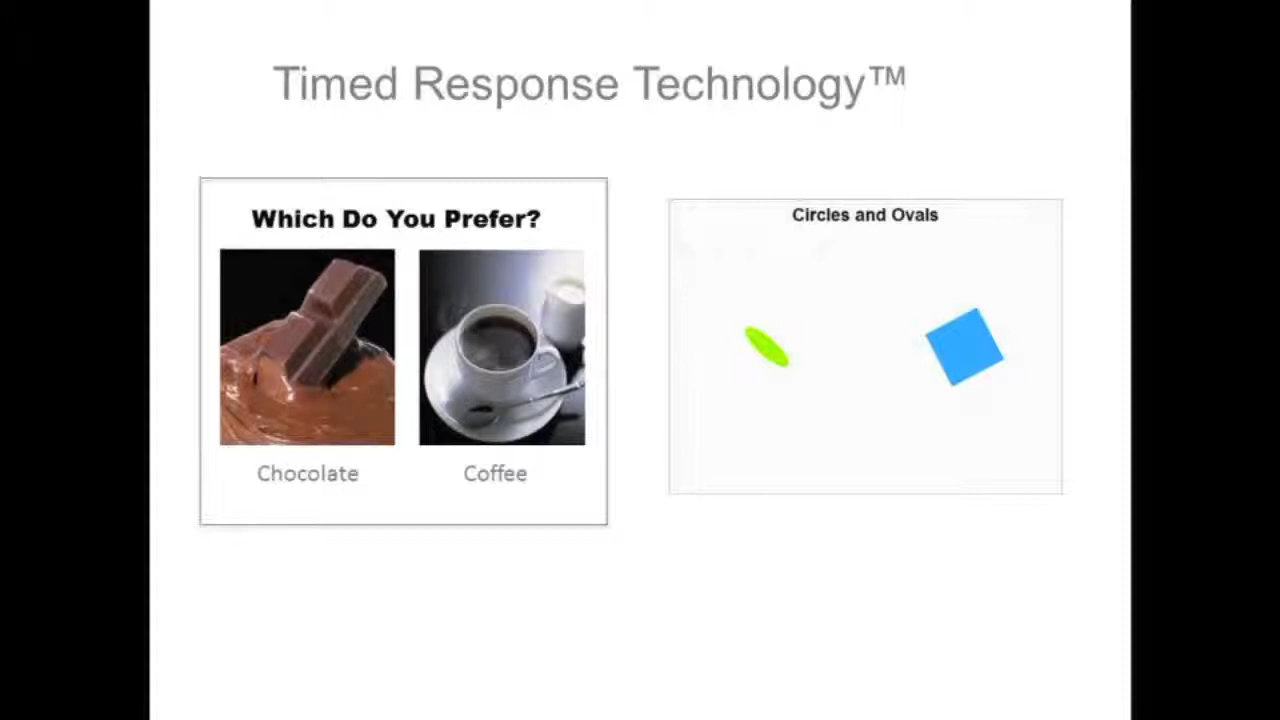 Timed Response Technology™
Which Do You Prefer?
Chocolate
Coffee
Circles and Ovals